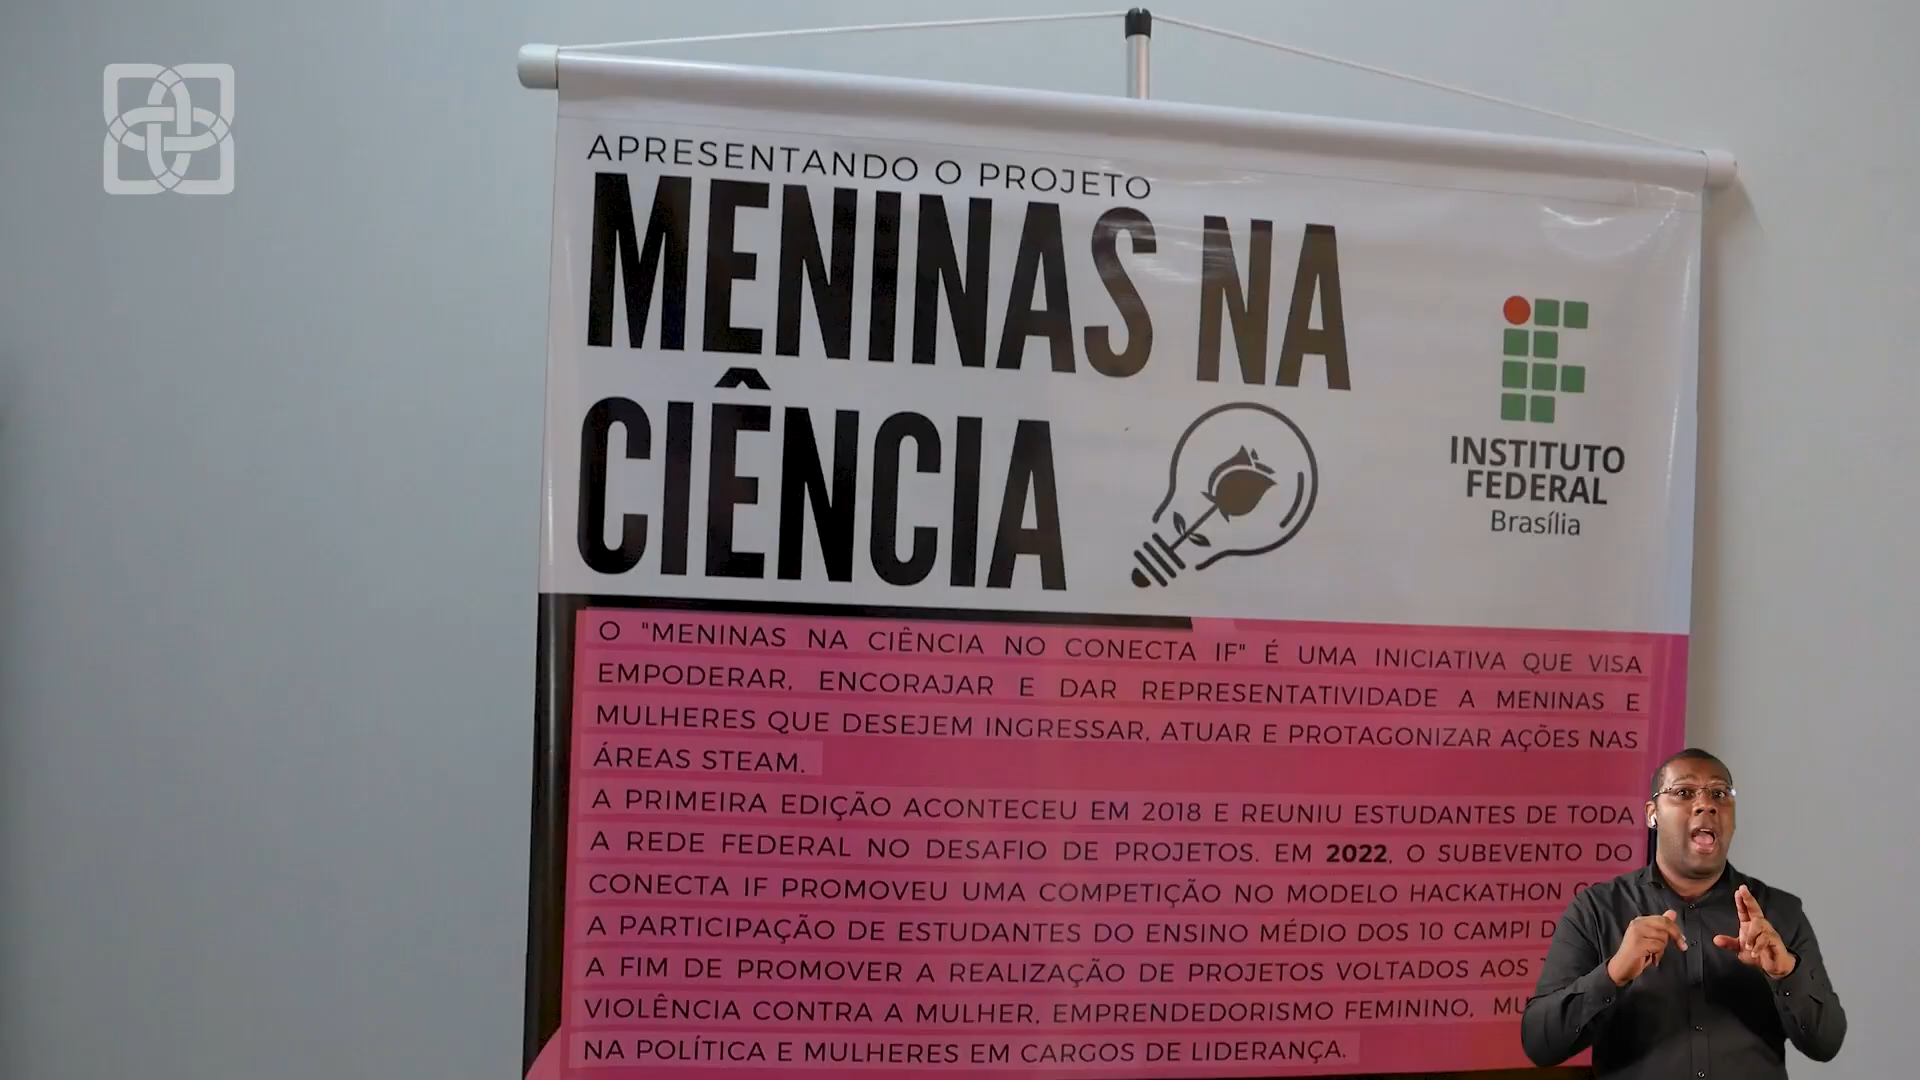 APRESENTANDO O PROJETO
MENINAS NA
CIÊNCIA
INSTITUTO
FEDERAL
Brasília
O "MENINAS NA CIÊNCIA NO CONECTA IF" É UMA INICIATIVA QUE VISA
EMPODERAR, ENCORAJAR E DAR REPRESENTATIVIDADE A MENINAS E
MULHERES QUE DESEJEM INGRESSAR, ATUAR E PROTAGONIZAR AÇÕES NAS
ÁREAS STEAM.
A PRIMEIRA EDIÇÃO ACONTECEU EM 2018 E REUNIU ESTUDANTES DE TODA
A REDE FEDERAL NO DESAFIO DE PROJETOS. EM 2022, O SUBEVENTO DO
CONECTA IF PROMOVEU UMA COMPETIÇÃO NO MODELO HACKATHON
A PARTICIPAÇÃO DE ESTUDANTES DO ENSINO MÉDIO DOS 10 CAMPI
A FIM DE PROMOVER A REALIZAÇÃO DE PROJETOS VOLTADOS AOS
VIOLÊNCIA CONTRA A MULHER, EMPRENDEDORISMO FEMININO,
NA POLÍTICA E MULHERES EM CARGOS DE LIDERANÇA.